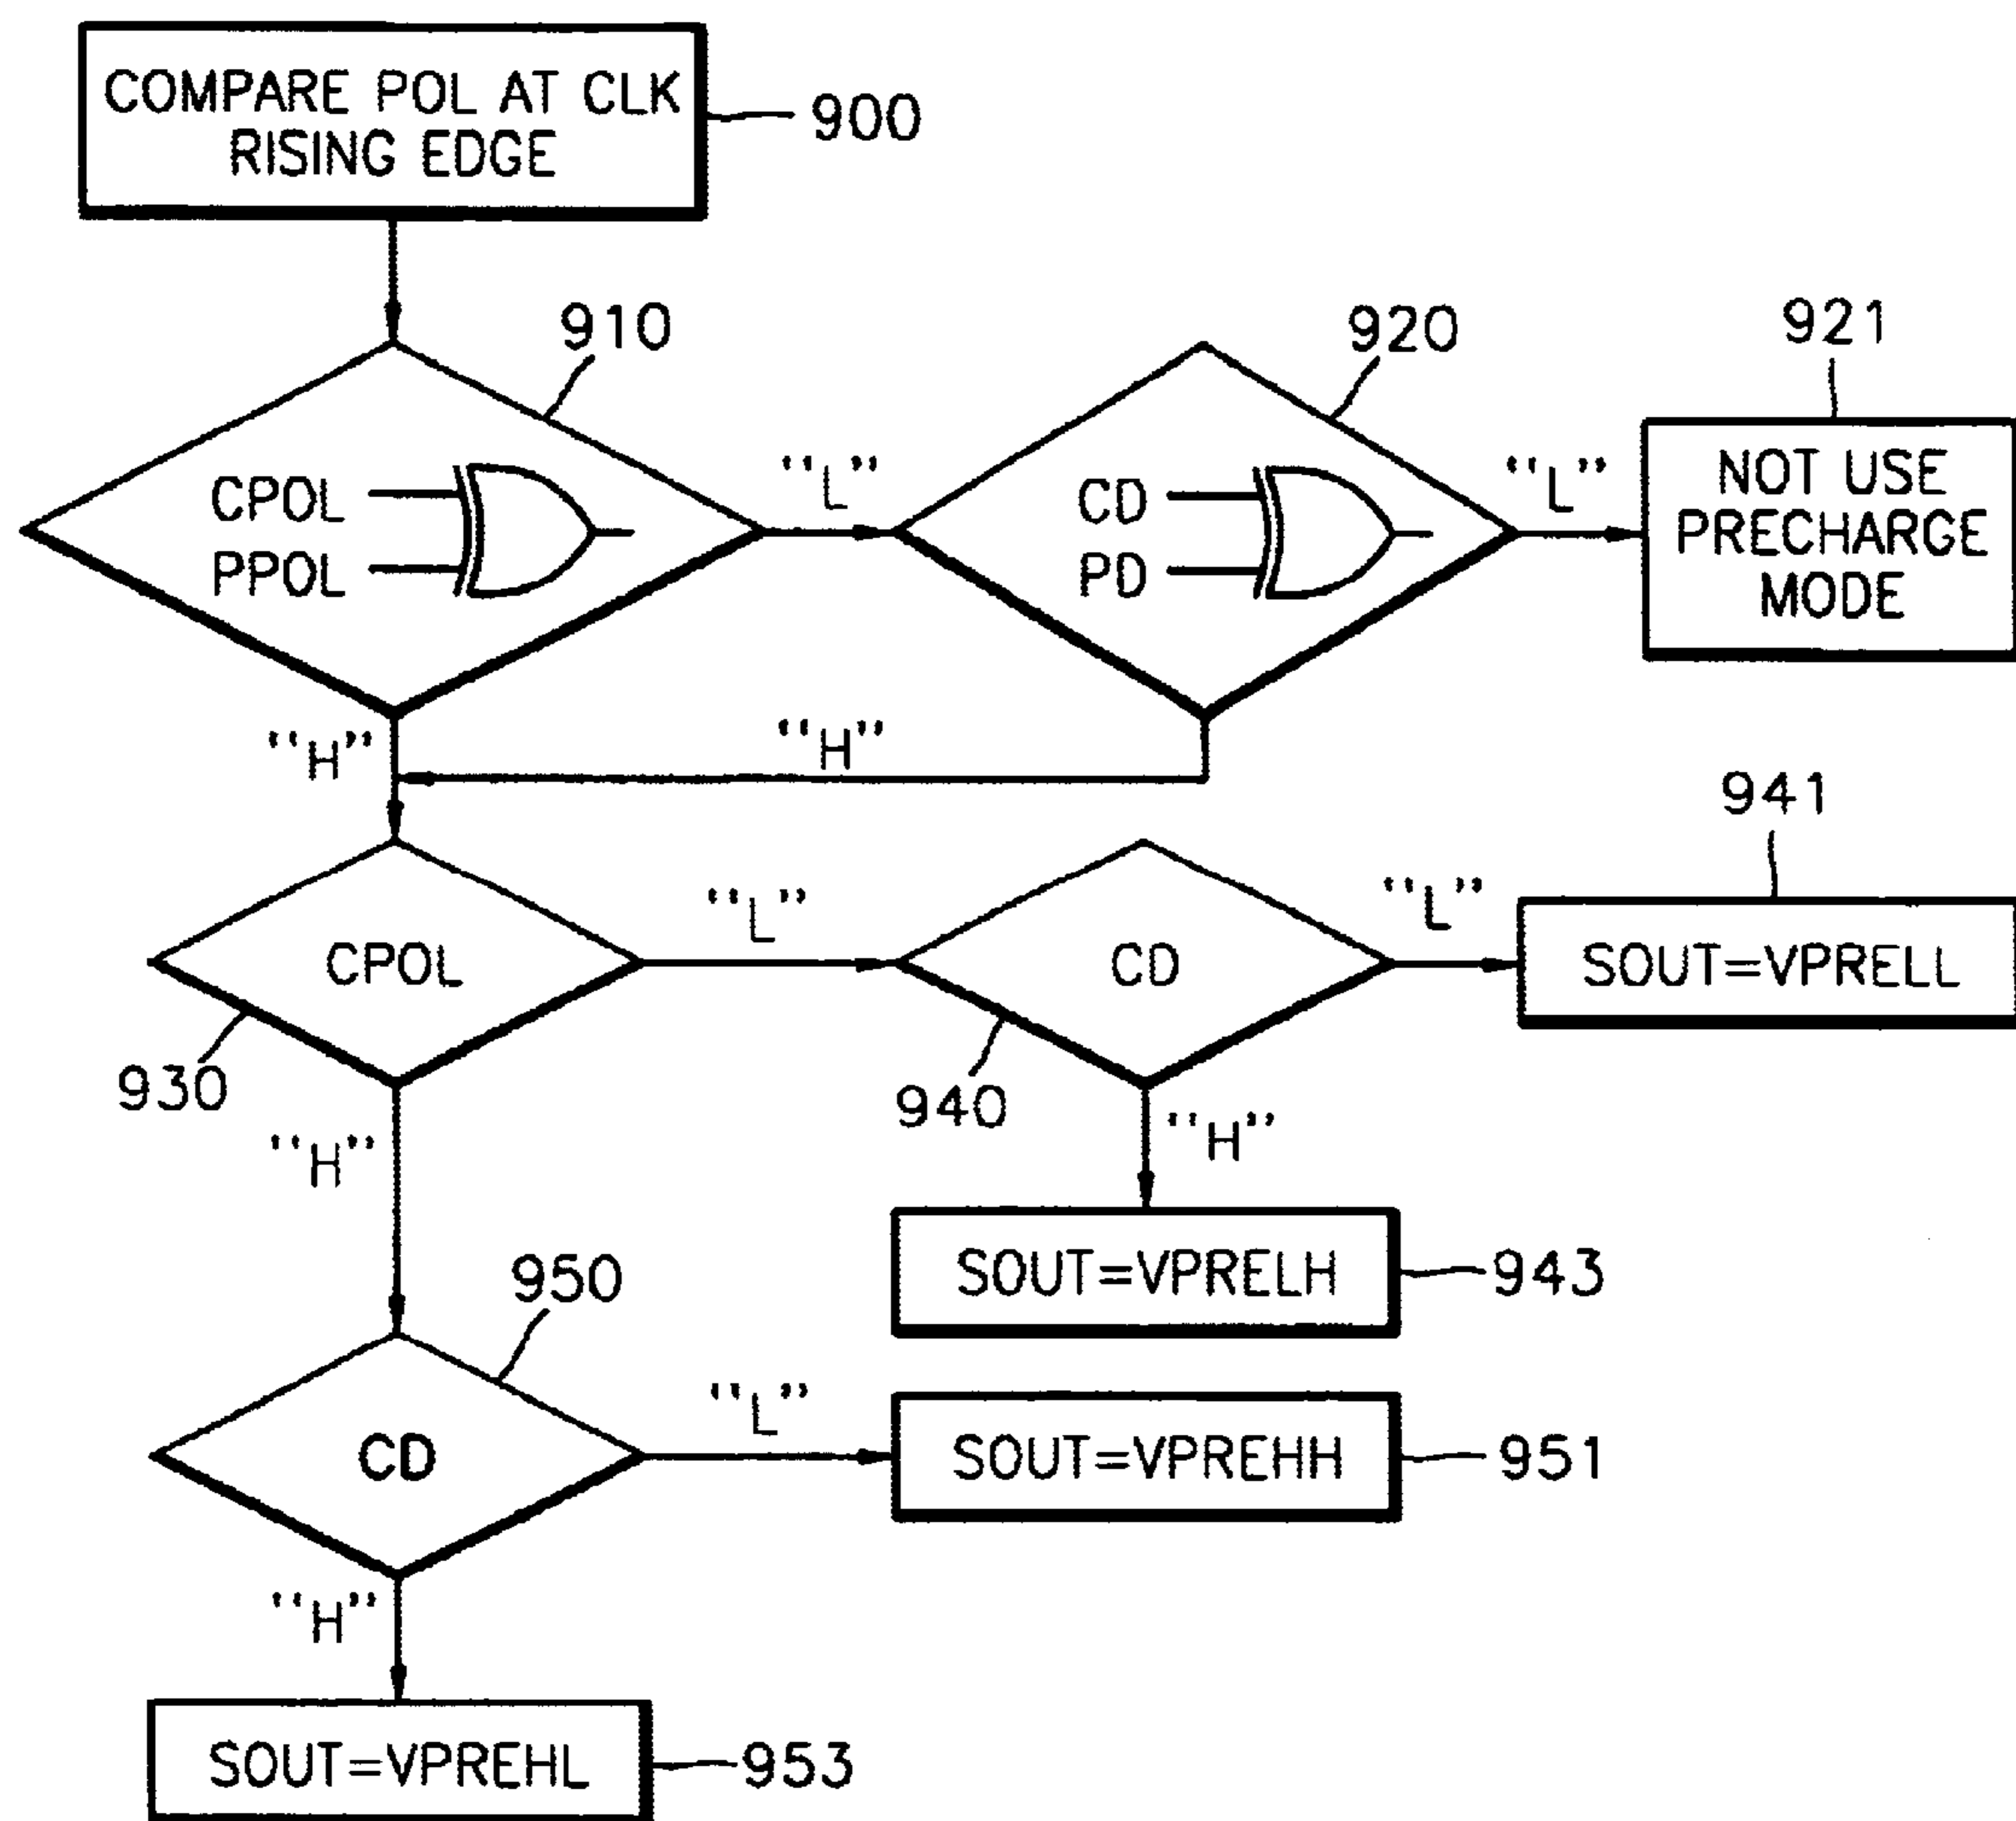 COMPARE POL AT CLK
RISING EDGE
900
910
920
921
CPOL
PPOL
"L"
CD
PD
"L"
NOT USE
PRECHARGE
MODE
"H"
"H"
941
CPOL
"L"
CD
"L"
SOUT=VPRELL
930
940
"H"
"H"
SOUT=VPRELH
943
950
CD
"L"
SOUT=VPREHH
951
"H"
SOUT=VPREHL
953